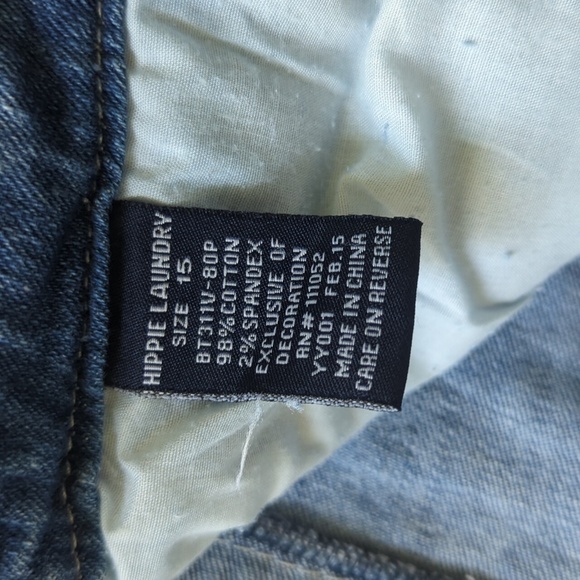 HIPPIE LAUNDRY
SIZE 15
BT311V-80P
98%COTTON
2%SPANDEX
EXCLUSIVE OF
DECORATION
RN# 111052
YY001 FEB.15
MADE IN CHINA
CARE ON REVERSE